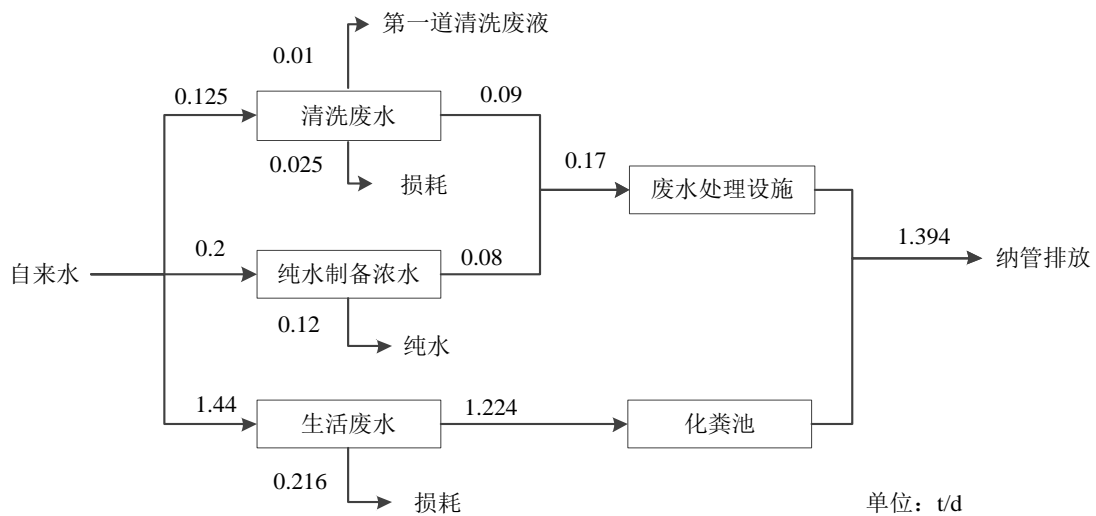 第一道清洗废液
0.01
0.125
清洗废水
0.09
0.025
损耗
0.17
废水处理设施
自来水
0.2
纯水制备浓水
0.08
1.394
纳管排放
0.12
纯水
1.44
生活废水
1.224
化粪池
0.216
损耗
单位：t/d